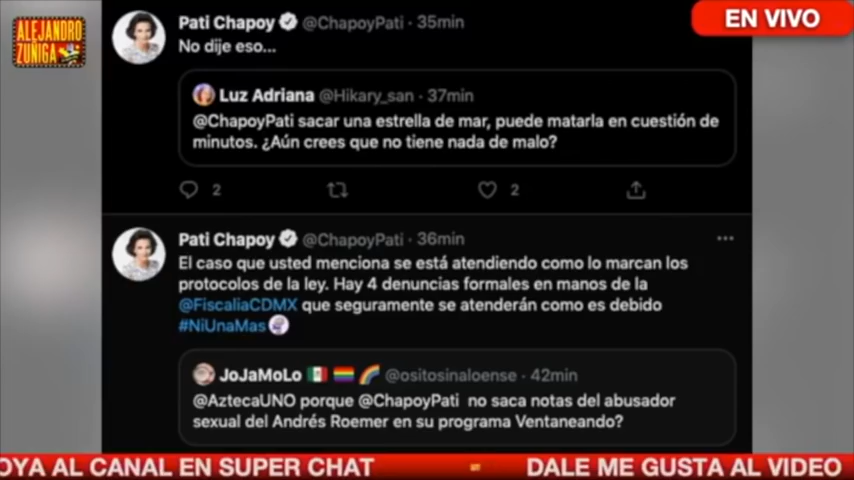 ALEJANDRO
ZUÑIGA
EN VIVO
Pati Chapoy @ChapoyPati · 35min
No dije eso...
Luz Adriana @Hikary_san · 37min
@ChapoyPati sacar una estrella de mar, puede matarla en cuestión de
minutos. ¿Aún crees que no tiene nada de malo?
2
2
Pati Chapoy @ChapoyPati · 36min
El caso que usted menciona se está atendiendo como lo marcan los
protocolos de la ley. Hay 4 denuncias formales en manos de la
@FiscaliaCDMX que seguramente se atenderán como es debido
#NiUnaMas
JoJaMoLo @ositosinaloense · 42min
@AztecaUNO porque @ChapoyPati no saca notas del abusador
sexual del Andrés Roemer en su programa Ventaneando?
OYA AL CANAL EN SUPER CHAT DALE ME GUSTA AL VIDEO